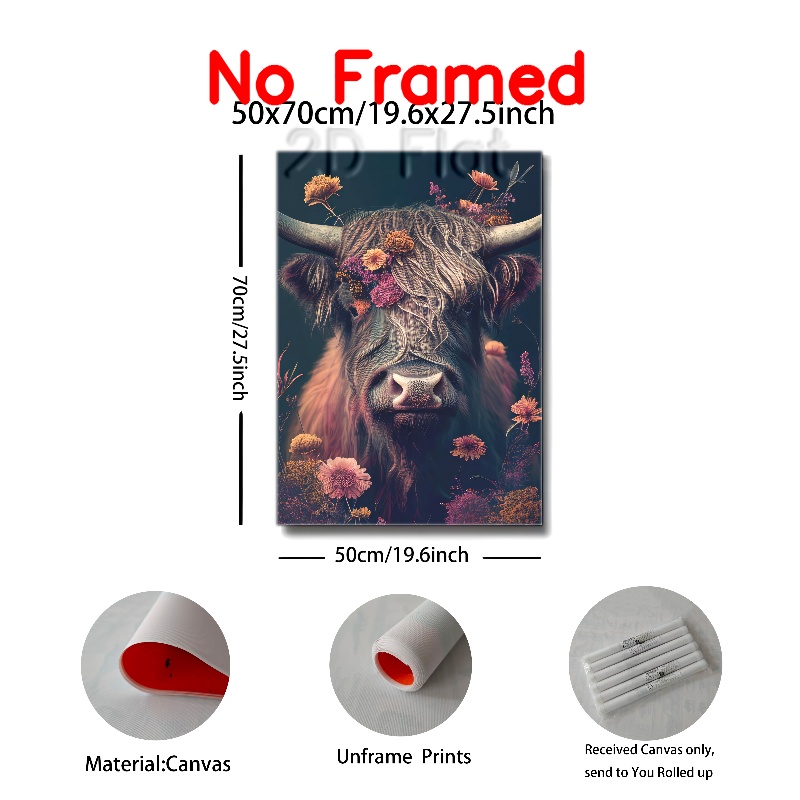 No Framed
50x70cm/19.6x27.5inch
2D Flat
70cm/27.5inch
50cm/19.6inch
Material:Canvas
Unframe Prints
Received Canvas only,
send to You Rolled up